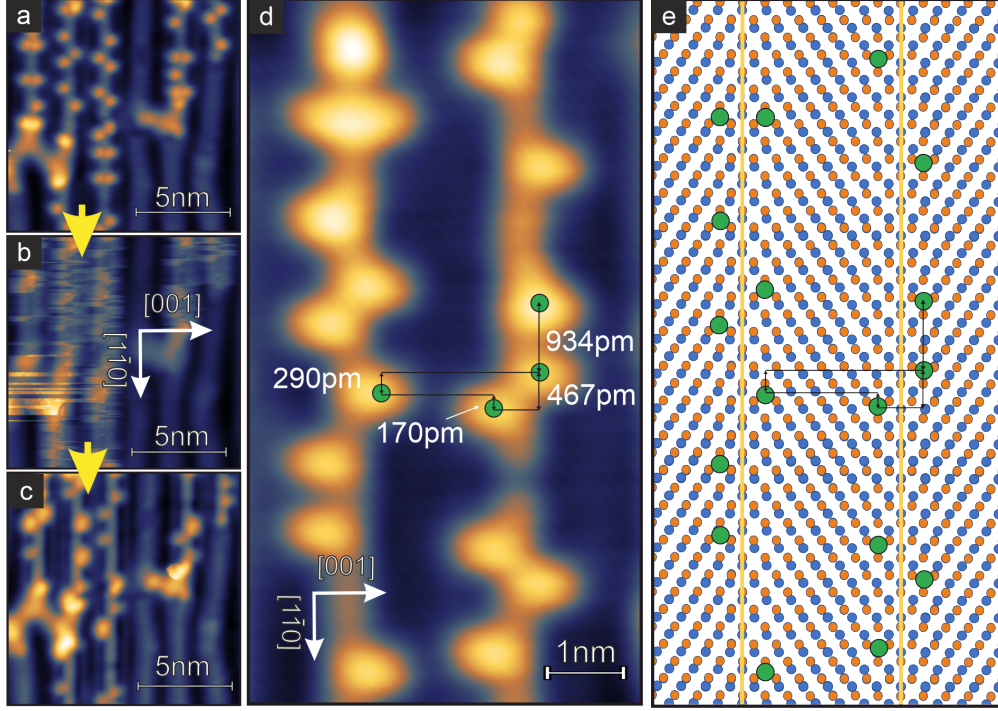 a
5nm
b
[001]
[11̄0]
5nm
c
5nm
d
934pm
290pm
467pm
170pm
[001]
[11̄0]
1nm
e